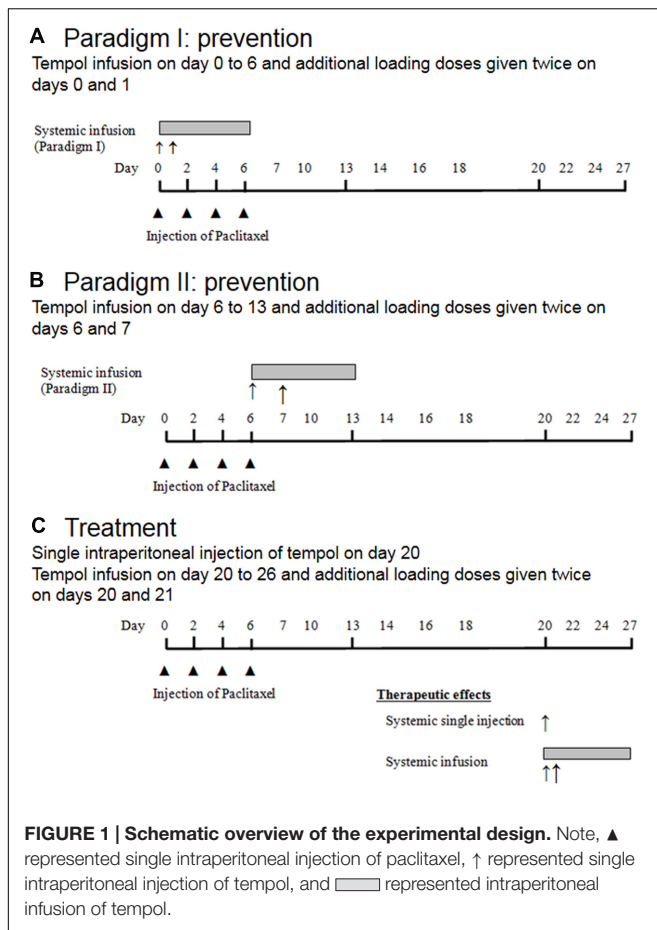 A Paradigm I: prevention
Tempol infusion on day 0 to 6 and additional loading doses given twice on
days 0 and 1
Systemic infusion
(Paradigm I)
↑ ↑
Day 0 2 4 6 7 10 13 14 16 18 20 22 24 27
▲ ▲ ▲ ▲
Injection of Paclitaxel
B Paradigm II: prevention
Tempol infusion on day 6 to 13 and additional loading doses given twice on
days 6 and 7
Systemic infusion
(Paradigm II)
↑ ↑
Day 0 2 4 6 7 10 13 14 16 18 20 22 24 27
▲ ▲ ▲ ▲
Injection of Paclitaxel
C Treatment
Single intraperitoneal injection of tempol on day 20
Tempol infusion on day 20 to 26 and additional loading doses given twice
on days 20 and 21
Day 0 2 4 6 7 10 13 14 16 18 20 22 24 27
▲ ▲ ▲ ▲
Injection of Paclitaxel
Therapeutic effects
Systemic single injection ↑
Systemic infusion
↑↑
FIGURE 1 | Schematic overview of the experimental design. Note, ▲
represented single intraperitoneal injection of paclitaxel, ↑ represented single
intraperitoneal injection of tempol, and represented intraperitoneal
infusion of tempol.